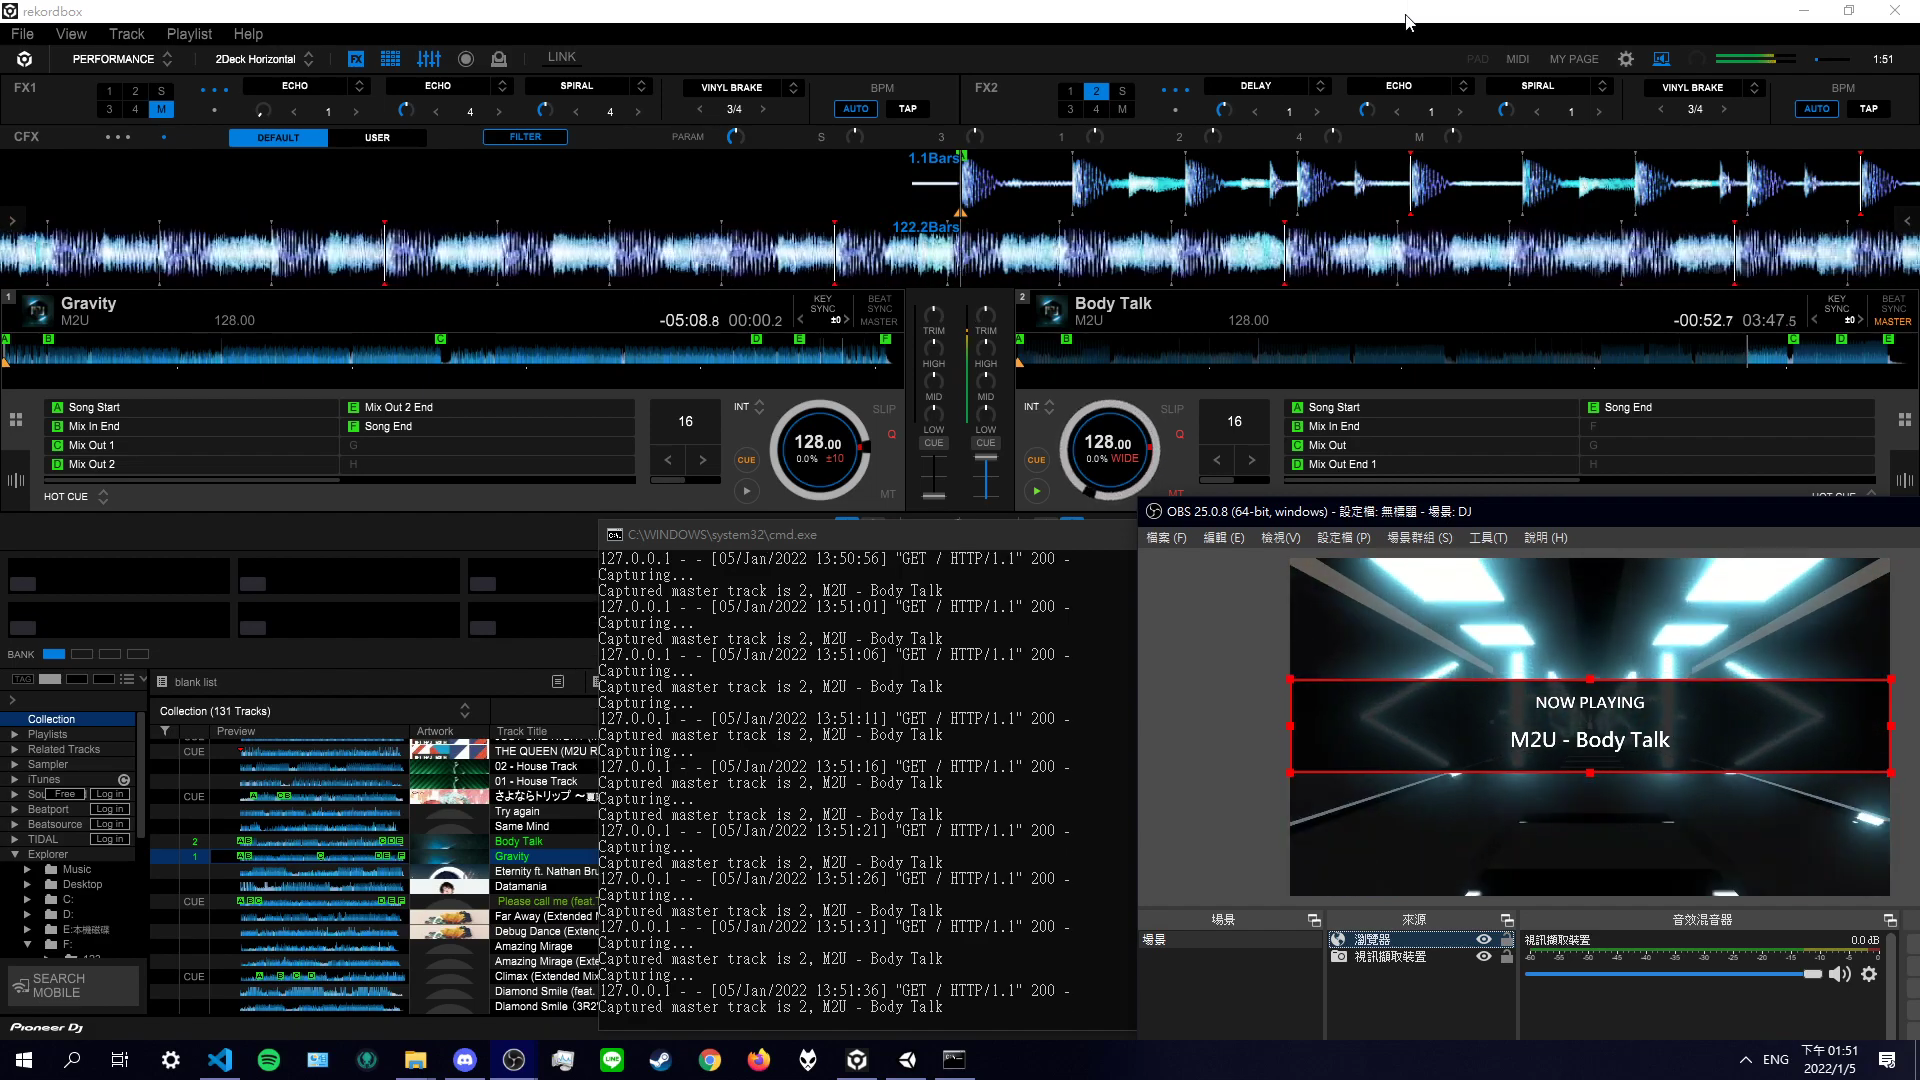 rekordbox
File View Track Playlist Help
PERFORMANCE 2Deck Horizontal FX LINK PAD MIDI MY PAGE 1:51
FX1 1 2 S ECHO ECHO SPIRAL VINYL BRAKE BPM FX2 1 2 S DELAY ECHO SPIRAL VINYL BRAKE BPM
3 4 M 1 4 4 3/4 AUTO TAP 3 4 M 1 1 1 3/4 AUTO TAP
CFX DEFAULT USER FILTER PARAM S 3 1 2 4 M
1.1Bars
122.2Bars
1 Gravity KEY SYNC BEAT SYNC
M2U 128.00 -05:08.8 00:00.2 ±0 MASTER
A B C D E F
TRIM TRIM
HIGH HIGH
MID MID
LOW LOW
CUE CUE
2 Body Talk KEY SYNC BEAT SYNC
M2U 128.00 -00:52.7 03:47.5 ±0 MASTER
A B C D E
A Song Start E Mix Out 2 End
B Mix In End F Song End
C Mix Out 1 G
D Mix Out 2 H
HOT CUE
16 INT SLIP
128.00 Q
0.0% ±10
CUE
MT
INT SLIP 16
128.00 Q
0.0% WIDE
CUE
MT
A Song Start E Song End
B Mix In End F
C Mix Out G
D Mix Out End 1 H
HOT CUE
BANK
TAG
blank list
Collection (131 Tracks)
Preview Artwork Track Title
Collection
Playlists
Related Tracks
Sampler
iTunes
Sou Free Log in
Beatport Log in
Beatsource Log in
TIDAL Log in
Explorer
Music
Desktop
C:
D:
E:本機磁碟
F:
SEARCH
MOBILE
Pioneer Dj
CUE THE QUEEN (M2U R
02 - House Track
01 - House Track
CUE さよならトリップ 〜夏
Try again
Same Mind
2 Body Talk
1 Gravity
Eternity ft. Nathan Bru
Datamania
CUE Please call me (feat.
Far Away (Extended M
Debug Dance (Extend
Amazing Mirage
Amazing Mirage (Exte
CUE Climax (Extended Mix
Diamond Smile (feat.
Diamond Smile (3R2'
C:\WINDOWS\system32\cmd.exe
127.0.0.1 - - [05/Jan/2022 13:50:56] "GET / HTTP/1.1" 200 -
Capturing...
Captured master track is 2, M2U - Body Talk
127.0.0.1 - - [05/Jan/2022 13:51:01] "GET / HTTP/1.1" 200 -
Capturing...
Captured master track is 2, M2U - Body Talk
127.0.0.1 - - [05/Jan/2022 13:51:06] "GET / HTTP/1.1" 200 -
Capturing...
Captured master track is 2, M2U - Body Talk
Capturing...
127.0.0.1 - - [05/Jan/2022 13:51:11] "GET / HTTP/1.1" 200 -
Captured master track is 2, M2U - Body Talk
Capturing...
127.0.0.1 - - [05/Jan/2022 13:51:16] "GET / HTTP/1.1" 200 -
Captured master track is 2, M2U - Body Talk
Capturing...
Captured master track is 2, M2U - Body Talk
127.0.0.1 - - [05/Jan/2022 13:51:21] "GET / HTTP/1.1" 200 -
Capturing...
Captured master track is 2, M2U - Body Talk
127.0.0.1 - - [05/Jan/2022 13:51:26] "GET / HTTP/1.1" 200 -
Capturing...
Captured master track is 2, M2U - Body Talk
127.0.0.1 - - [05/Jan/2022 13:51:31] "GET / HTTP/1.1" 200 -
Capturing...
Captured master track is 2, M2U - Body Talk
Capturing...
127.0.0.1 - - [05/Jan/2022 13:51:36] "GET / HTTP/1.1" 200 -
Captured master track is 2, M2U - Body Talk
OBS 25.0.8 (64-bit, windows) - 設定檔: 無標題 - 場景: DJ
檔案 (F) 編輯 (E) 檢視(V) 設定檔 (P) 場景群組 (S) 工具(T) 說明 (H)
NOW PLAYING
M2U - Body Talk
場景 來源 音效混音器
場景
瀏覽器
視訊擷取裝置
視訊擷取裝置 0.0 dB
-60 -55 -50 -45 -40 -35 -30 -25 -20 -15 -10 -5 0
ENG 下午 01:51
2022/1/5